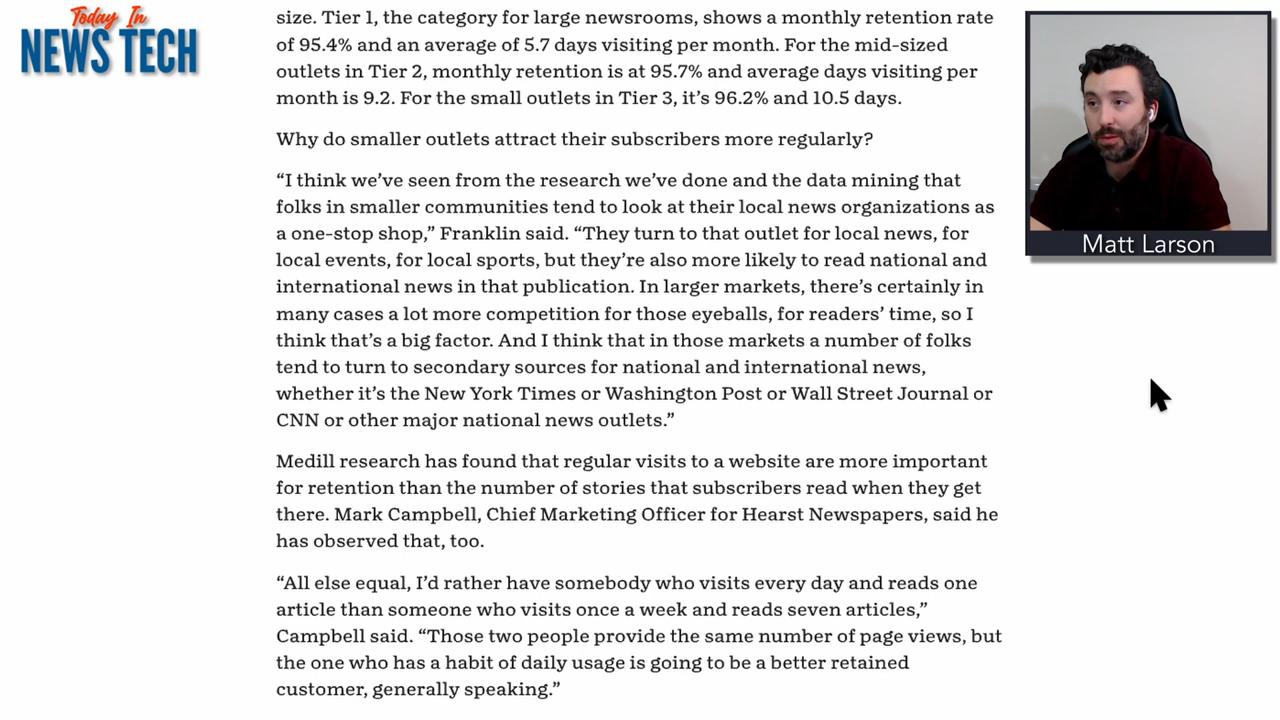 Today In
NEWS TECH
size. Tier 1, the category for large newsrooms, shows a monthly retention rate
of 95.4% and an average of 5.7 days visiting per month. For the mid-sized
outlets in Tier 2, monthly retention is at 95.7% and average days visiting per
month is 9.2. For the small outlets in Tier 3, it’s 96.2% and 10.5 days.
Why do smaller outlets attract their subscribers more regularly?
“I think we’ve seen from the research we’ve done and the data mining that
folks in smaller communities tend to look at their local news organizations as
a one-stop shop,” Franklin said. “They turn to that outlet for local news, for
local events, for local sports, but they’re also more likely to read national and
international news in that publication. In larger markets, there’s certainly in
many cases a lot more competition for those eyeballs, for readers’ time, so I
think that’s a big factor. And I think that in those markets a number of folks
tend to turn to secondary sources for national and international news,
whether it’s the New York Times or Washington Post or Wall Street Journal or
CNN or other major national news outlets.”
Medill research has found that regular visits to a website are more important
for retention than the number of stories that subscribers read when they get
there. Mark Campbell, Chief Marketing Officer for Hearst Newspapers, said he
has observed that, too.
“All else equal, I’d rather have somebody who visits every day and reads one
article than someone who visits once a week and reads seven articles,”
Campbell said. “Those two people provide the same number of page views, but
the one who has a habit of daily usage is going to be a better retained
customer, generally speaking.”
Matt Larson